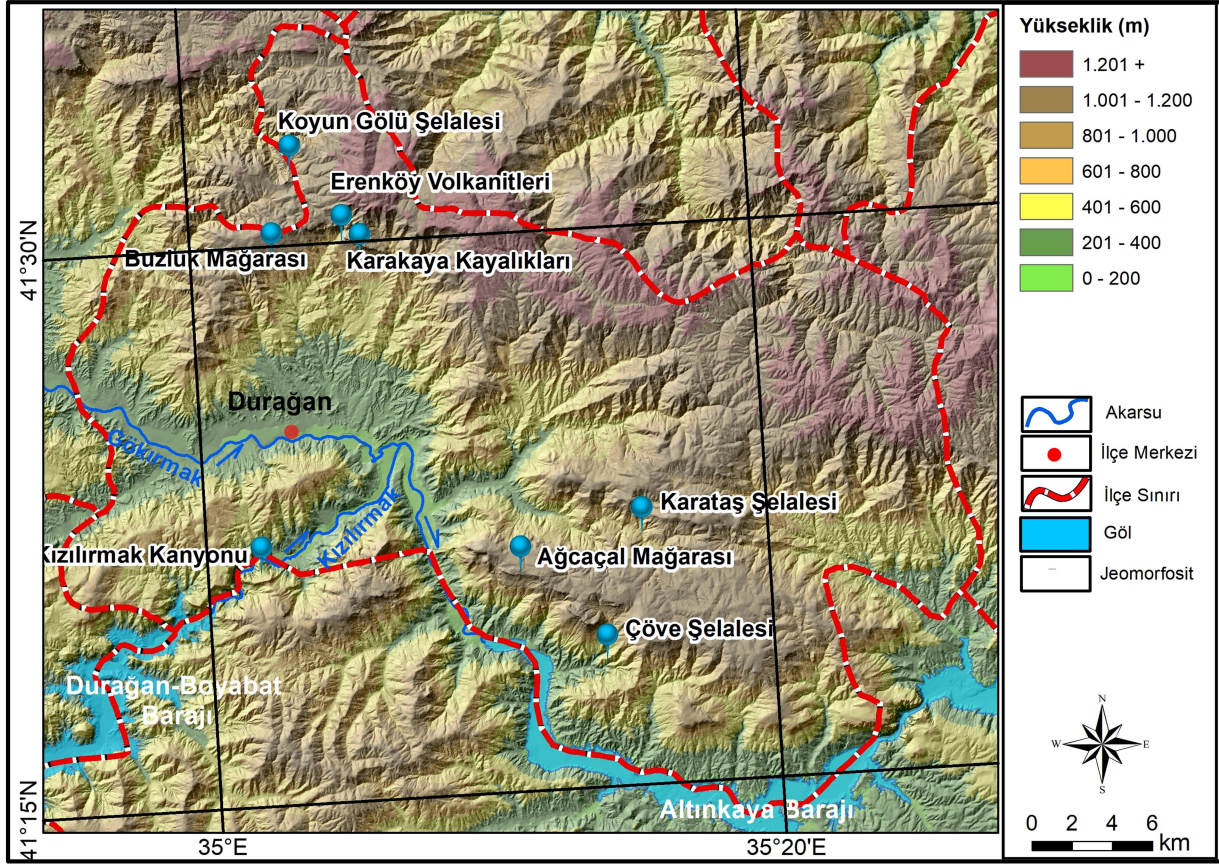 Koyun Gölü Şelalesi
Erenköy Volkanitleri
Buzluk Mağarası
Karakaya Kayalıkları
Durağan
Gökırmak
Kızılırmak
Karataş Şelalesi
Kızılırmak Kanyonu
Ağcaçal Mağarası
Çöve Şelalesi
Durağan-Boyabat
Barajı
Altınkaya Barajı
41°30'N
41°15'N
35°E
35°20'E
Yükseklik (m)
1.201 +
1.001 - 1.200
801 - 1.000
601 - 800
401 - 600
201 - 400
0 - 200
Akarsu
İlçe Merkezi
İlçe Sınırı
Göl
Jeomorfosit
N
W E
S
0 2 4 6
km